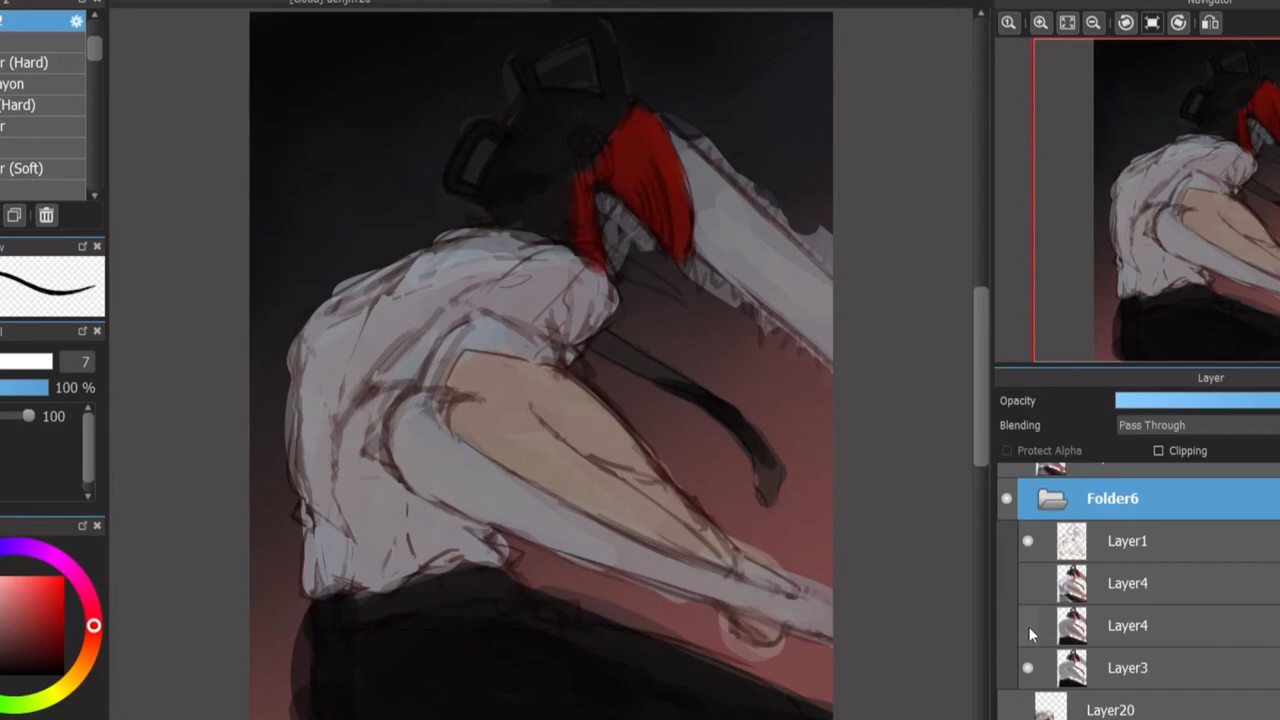 2
r (Hard)
ayon
(Hard)
r
r (Soft)
7
100 %
100
Navigator
Layer
Opacity
Blending
Pass Through
Protect Alpha
Clipping
Folder6
Layer1
Layer4
Layer4
Layer3
Layer20